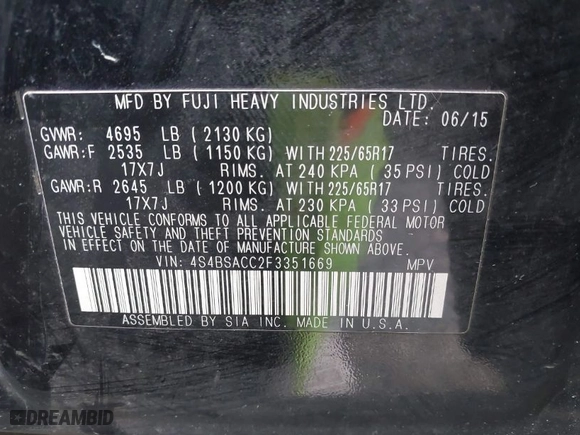 MFD BY FUJI HEAVY INDUSTRIES LTD.
DATE: 06/15
GVWR: 4695 LB (2130 KG)
GAWR:F 2535 LB (1150 KG) WITH 225/65R17 TIRES.
17X7J RIMS. AT 240 KPA (35 PSI) COLD
GAWR:R 2645 LB (1200 KG) WITH 225/65R17 TIRES.
17X7J RIMS. AT 230 KPA (33 PSI) COLD
THIS VEHICLE CONFORMS TO ALL APPLICABLE FEDERAL MOTOR
VEHICLE SAFETY AND THEFT PREVENTION STANDARDS
IN EFFECT ON THE DATE OF MANUFACTURE SHOWN ABOVE.
VIN: 4S4BSACC2F3351669 MPV
ASSEMBLED BY SIA INC. MADE IN U.S.A.
DREAMBID